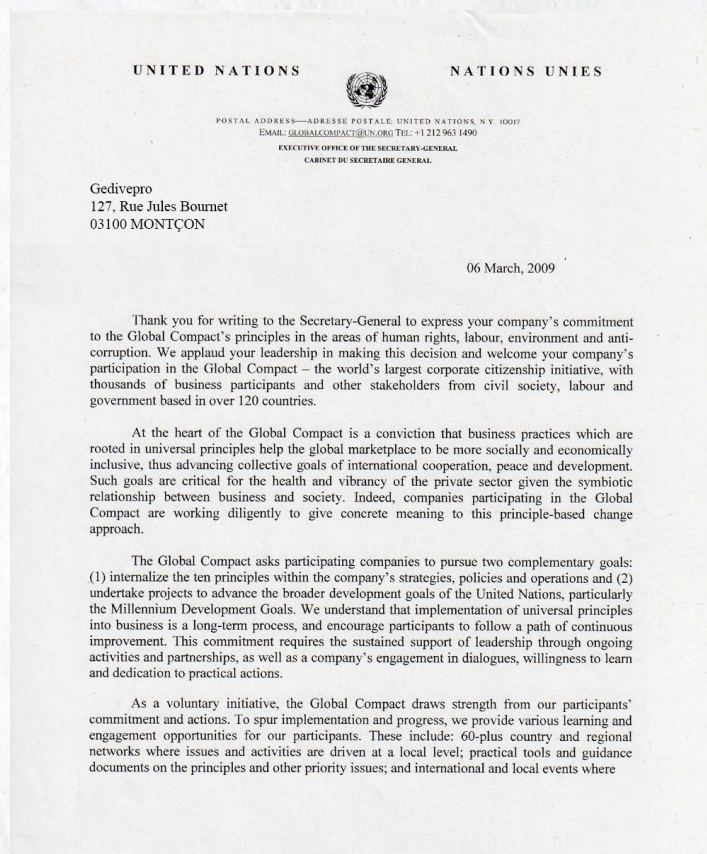 UNITED NATIONS NATIONS UNIES
POSTAL ADDRESS—ADRESSE POSTALE: UNITED NATIONS, N.Y. 10017
EMAIL: GLOBALCOMPACT@UN.ORG TEL: +1 212 963 1490
EXECUTIVE OFFICE OF THE SECRETARY-GENERAL
CABINET DU SECRETAIRE GENERAL
Gedivepro
127, Rue Jules Bournet
03100 MONTÇON
06 March, 2009
Thank you for writing to the Secretary-General to express your company's commitment
to the Global Compact's principles in the areas of human rights, labour, environment and anti-
corruption. We applaud your leadership in making this decision and welcome your company's
participation in the Global Compact – the world's largest corporate citizenship initiative, with
thousands of business participants and other stakeholders from civil society, labour and
government based in over 120 countries.
At the heart of the Global Compact is a conviction that business practices which are
rooted in universal principles help the global marketplace to be more socially and economically
inclusive, thus advancing collective goals of international cooperation, peace and development.
Such goals are critical for the health and vibrancy of the private sector given the symbiotic
relationship between business and society. Indeed, companies participating in the Global
Compact are working diligently to give concrete meaning to this principle-based change
approach.
The Global Compact asks participating companies to pursue two complementary goals:
(1) internalize the ten principles within the company's strategies, policies and operations and (2)
undertake projects to advance the broader development goals of the United Nations, particularly
the Millennium Development Goals. We understand that implementation of universal principles
into business is a long-term process, and encourage participants to follow a path of continuous
improvement. This commitment requires the sustained support of leadership through ongoing
activities and partnerships, as well as a company's engagement in dialogues, willingness to learn
and dedication to practical actions.
As a voluntary initiative, the Global Compact draws strength from our participants'
commitment and actions. To spur implementation and progress, we provide various learning and
engagement opportunities for our participants. These include: 60-plus country and regional
networks where issues and activities are driven at a local level; practical tools and guidance
documents on the principles and other priority issues; and international and local events where